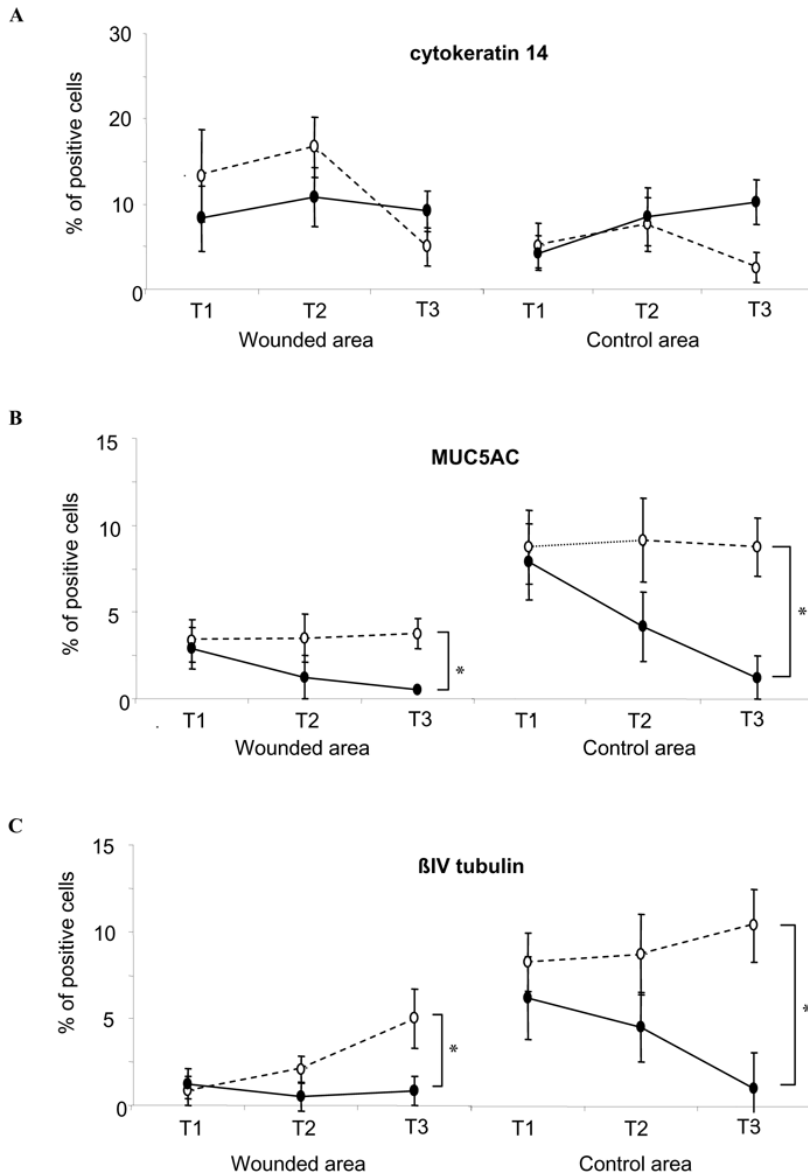 A
cytokeratin 14
% of positive cells
30
20
10
0
T1 T2 T3 T1 T2 T3
Wounded area Control area
B
MUC5AC
% of positive cells
15
10
5
0
*
*
T1 T2 T3 T1 T2 T3
Wounded area Control area
C
ßIV tubulin
% of positive cells
15
10
5
0
*
*
T1 T2 T3 T1 T2 T3
Wounded area Control area